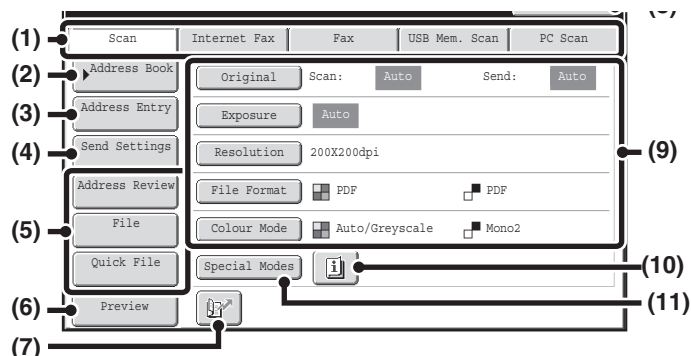 (1) Scan Internet Fax Fax USB Mem. Scan PC Scan
(2) Address Book Original Scan: Auto Send: Auto
(3) Address Entry Exposure Auto
(4) Send Settings Resolution 200X200dpi (9)
Address Review File Format PDF PDF
(5) File Colour Mode Auto/Greyscale Mono2
Quick File Special Modes i (10)
(11)
(6) Preview
(7)